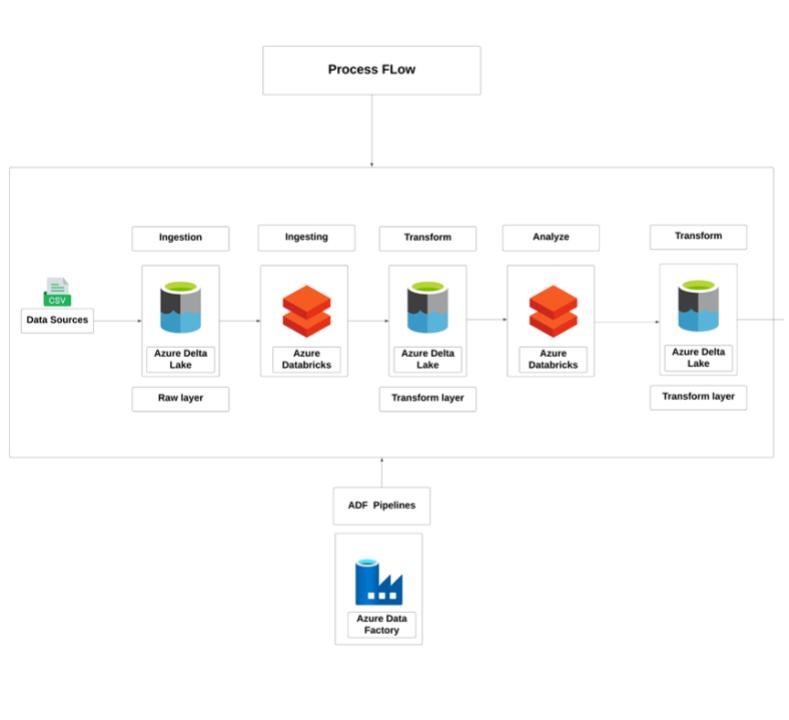 Process FLow
Ingestion
Ingesting
Transform
Analyze
Transform
CSV
Data Sources
Azure Delta
Lake
Azure
Databricks
Azure Delta
Lake
Azure
Databricks
Azure Delta
Lake
Raw layer
Transform layer
Transform layer
ADF Pipelines
Azure Data
Factory